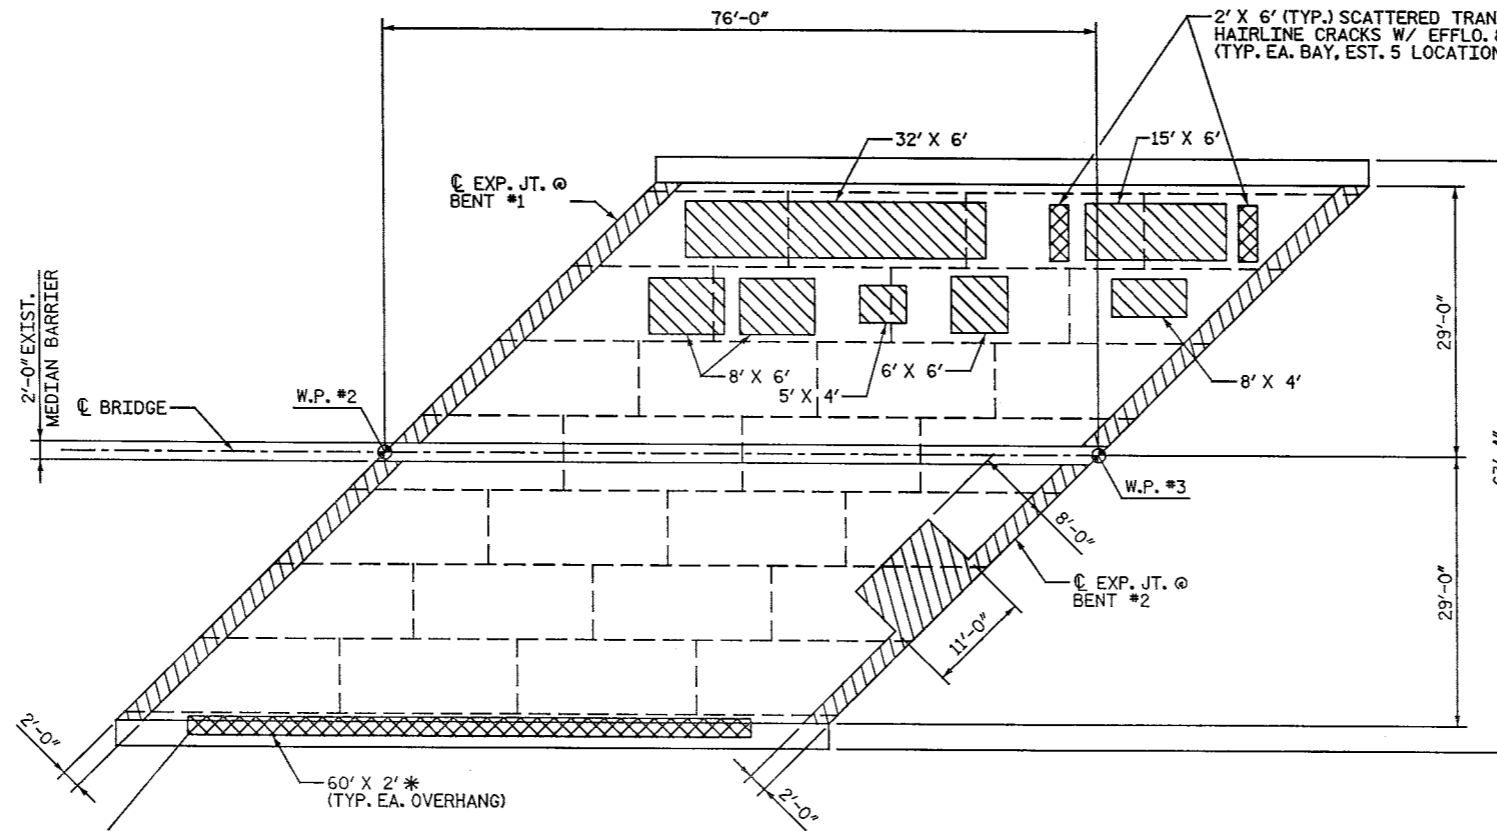 76'-0"
2' X 6' (TYP.) SCATTERED TRAN
HAIRLINE CRACKS W/ EFFLO. &
(TYP. EA. BAY, EST. 5 LOCATION
32' X 6'
15' X 6'
℄ EXP. JT. @
BENT #1
2'-0" EXIST.
MEDIAN BARRIER
29'-0"
8' X 6'
5' X 4'
6' X 6'
8' X 4'
℄ BRIDGE
W.P. #2
W.P. #3
8'-0"
℄ EXP. JT. @
BENT #2
11'-0"
29'-0"
2'-0"
60' X 2' *
(TYP. EA. OVERHANG)
2'-0"